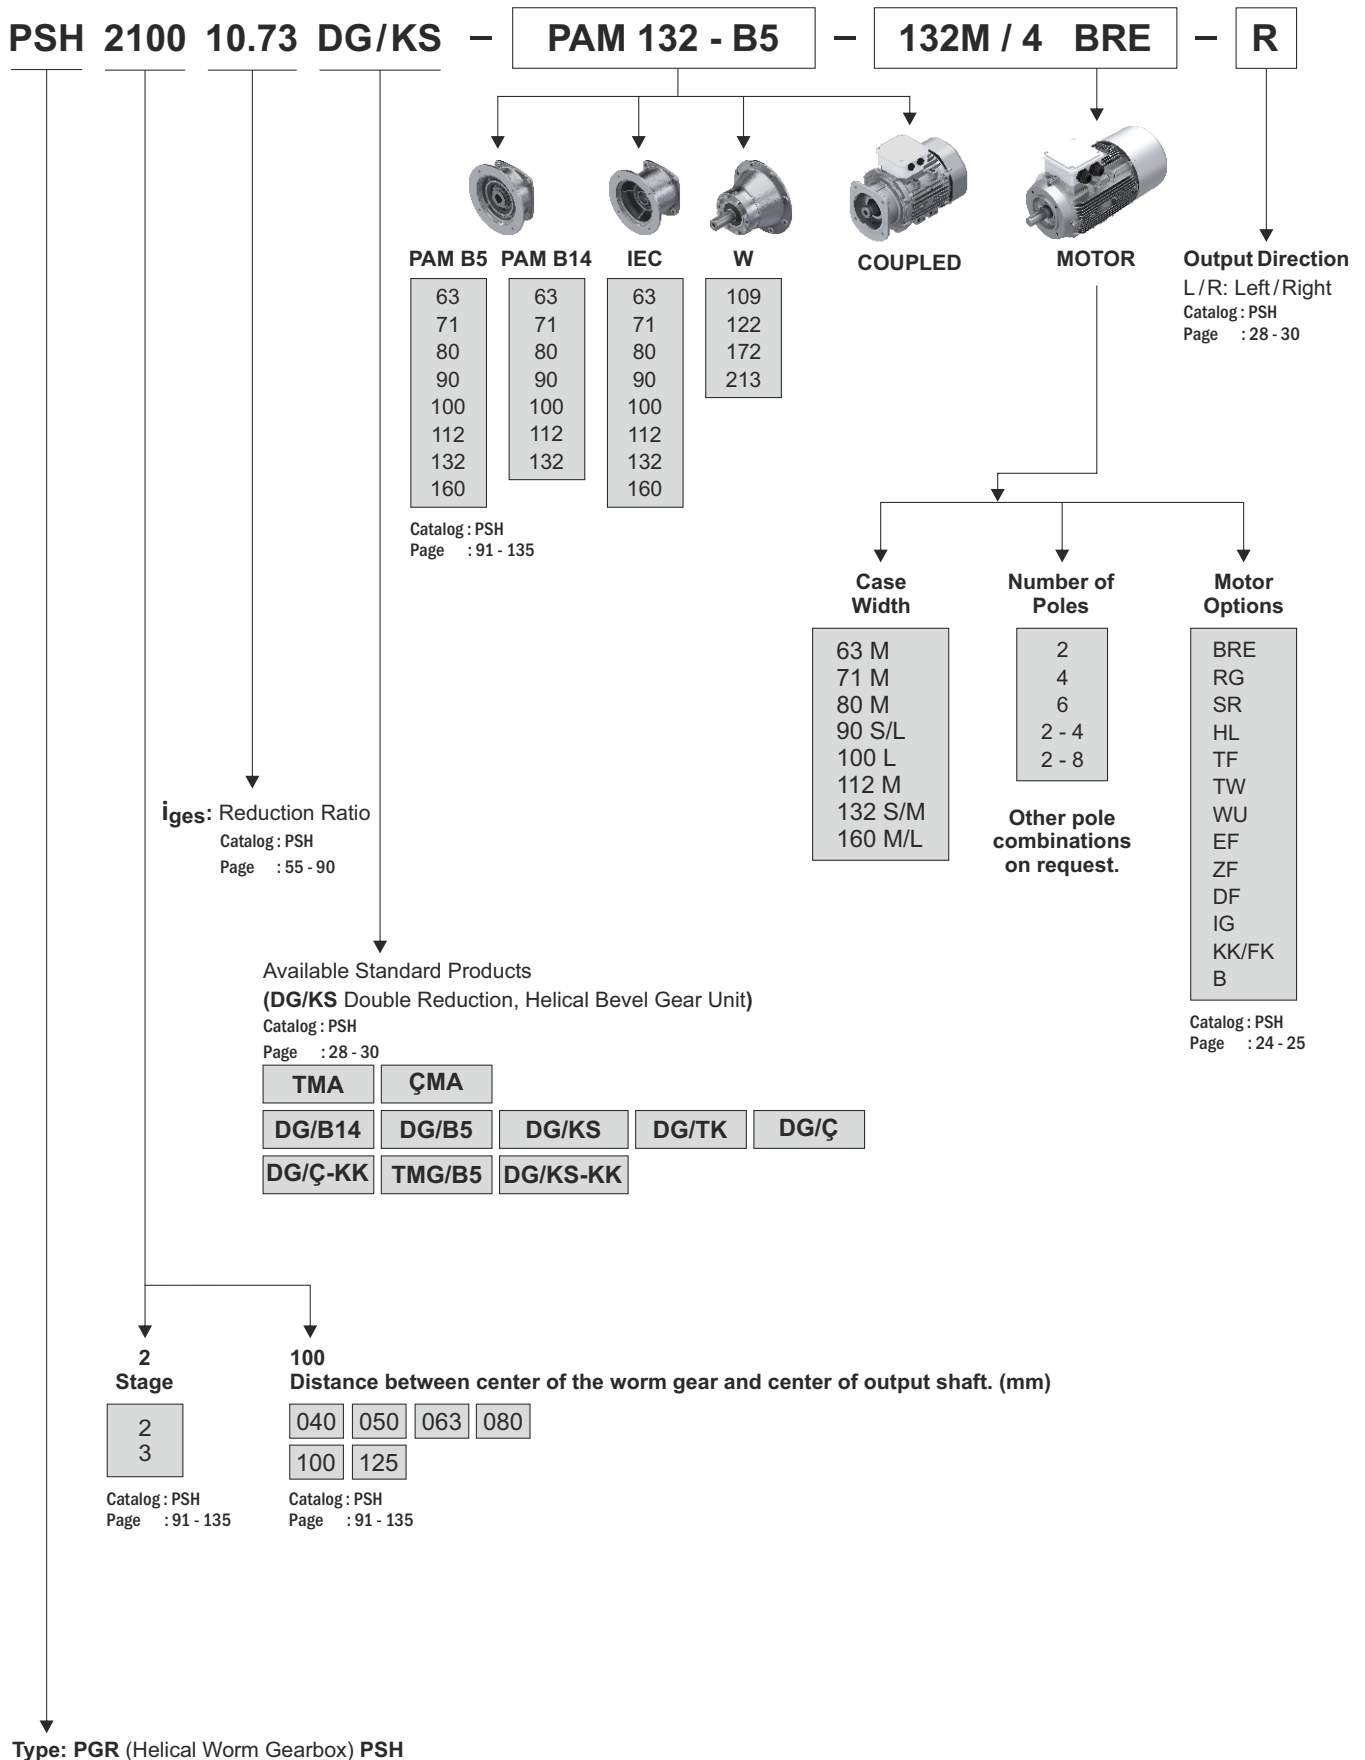 PSH 2100 10.73 DG/KS – PAM 132 - B5 – 132M / 4 BRE – R
PAM B5
63
71
80
90
100
112
132
160
PAM B14
63
71
80
90
100
112
132
IEC
63
71
80
90
100
112
132
160
W
109
122
172
213
Catalog : PSH
Page : 91 - 135
COUPLED
MOTOR
Output Direction
L / R: Left / Right
Catalog : PSH
Page : 28 - 30
Case
Width
63 M
71 M
80 M
90 S/L
100 L
112 M
132 S/M
160 M/L
Number of
Poles
2
4
6
2 - 4
2 - 8
Other pole
combinations
on request.
Motor
Options
BRE
RG
SR
HL
TF
TW
WU
EF
ZF
DF
IG
KK/FK
B
Catalog : PSH
Page : 24 - 25
iges: Reduction Ratio
Catalog : PSH
Page : 55 - 90
Available Standard Products
(DG/KS Double Reduction, Helical Bevel Gear Unit)
Catalog : PSH
Page : 28 - 30
TMA ÇMA
DG/B14 DG/B5 DG/KS DG/TK DG/Ç
DG/Ç-KK TMG/B5 DG/KS-KK
2
Stage
2
3
Catalog : PSH
Page : 91 - 135
100
Distance between center of the worm gear and center of output shaft. (mm)
040 050 063 080
100 125
Catalog : PSH
Page : 91 - 135
Type: PGR (Helical Worm Gearbox) PSH